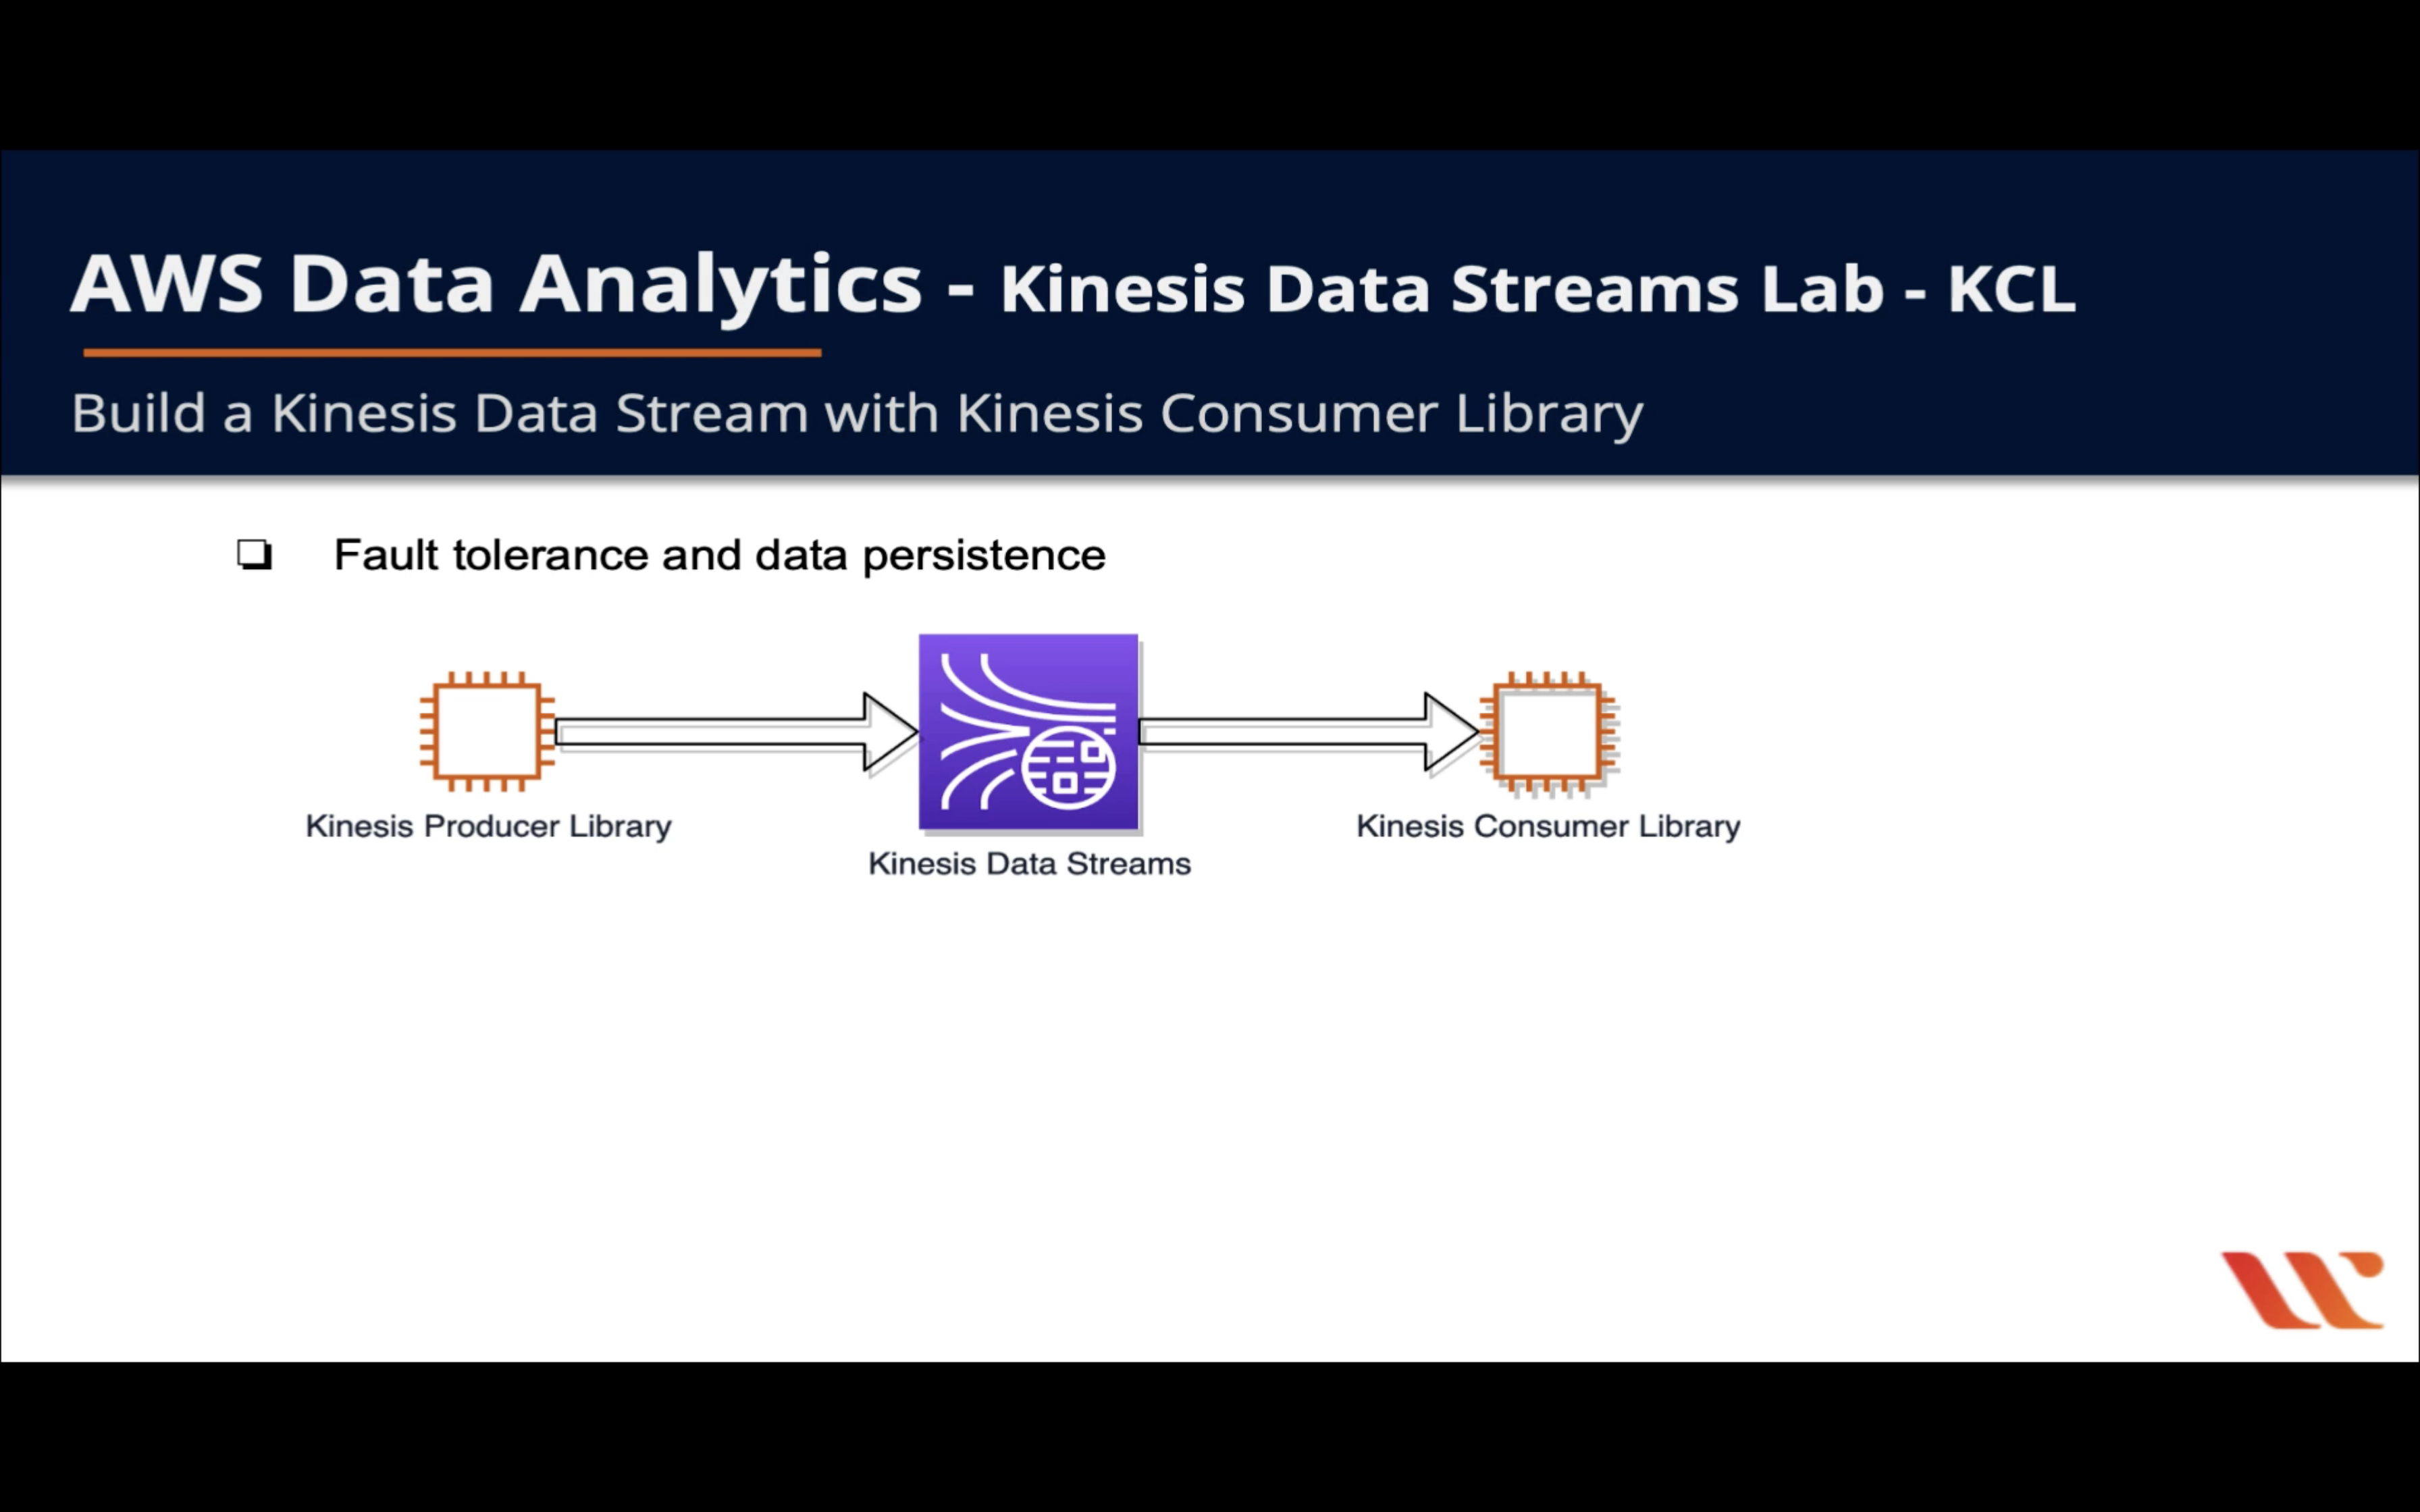 AWS Data Analytics - Kinesis Data Streams Lab - KCL
Build a Kinesis Data Stream with Kinesis Consumer Library
Fault tolerance and data persistence
Kinesis Producer Library
Kinesis Data Streams
Kinesis Consumer Library